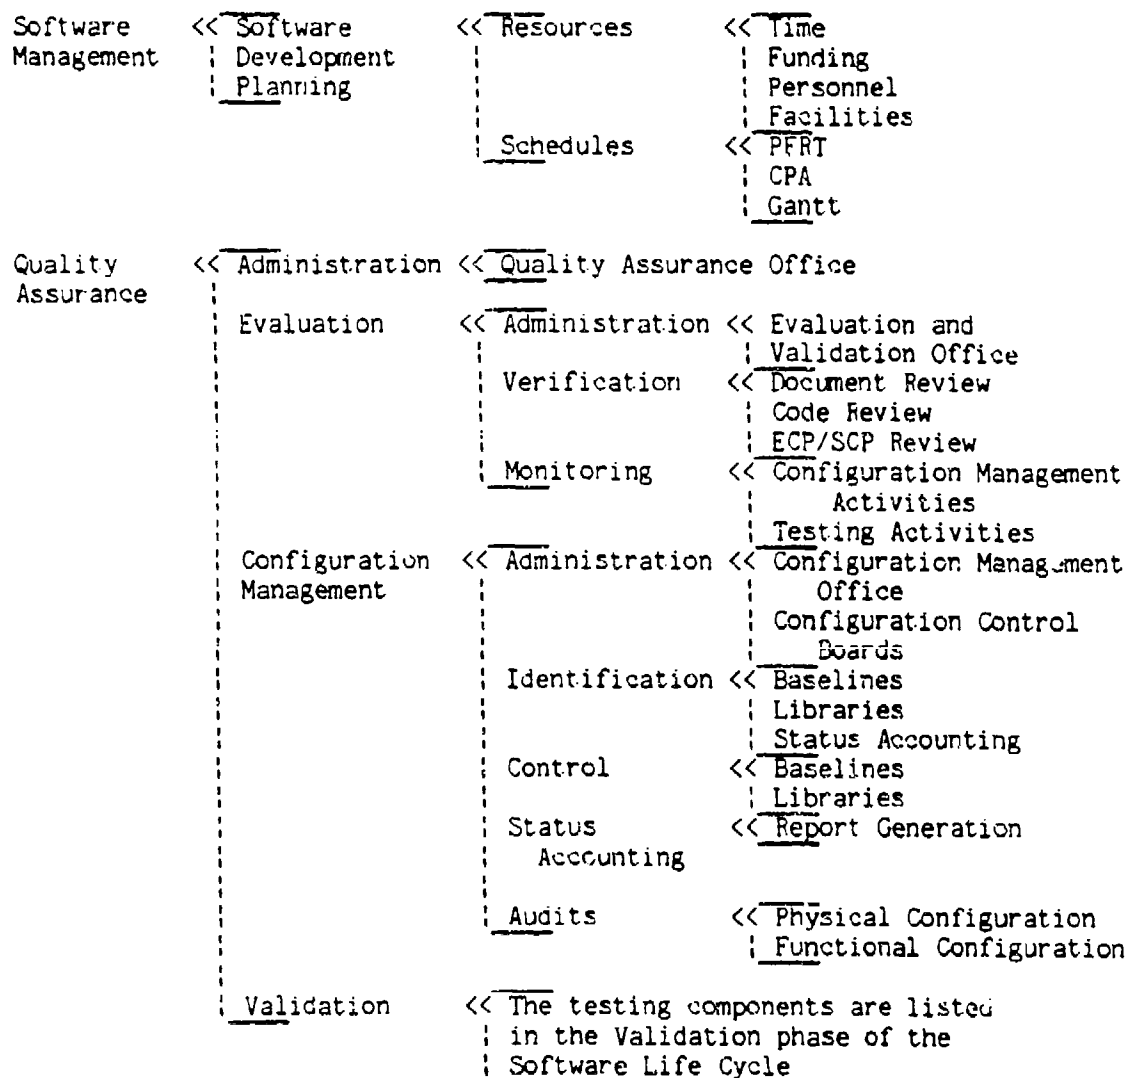 Software << Software << Resources << Time
Management Development Funding
Planning Personnel
Facilities
Schedules << PERT
CPA
Gantt
Quality << Administration << Quality Assurance Office
Assurance
Evaluation << Administration << Evaluation and
Validation Office
Verification << Document Review
Code Review
ECP/SCP Review
Monitoring << Configuration Management
Activities
Testing Activities
Configuration << Administration << Configuration Management
Management Office
Configuration Control
Boards
Identification << Baselines
Libraries
Status Accounting
Control << Baselines
Libraries
Status << Report Generation
Accounting
Audits << Physical Configuration
Functional Configuration
Validation << The testing components are listed
in the Validation phase of the
Software Life Cycle